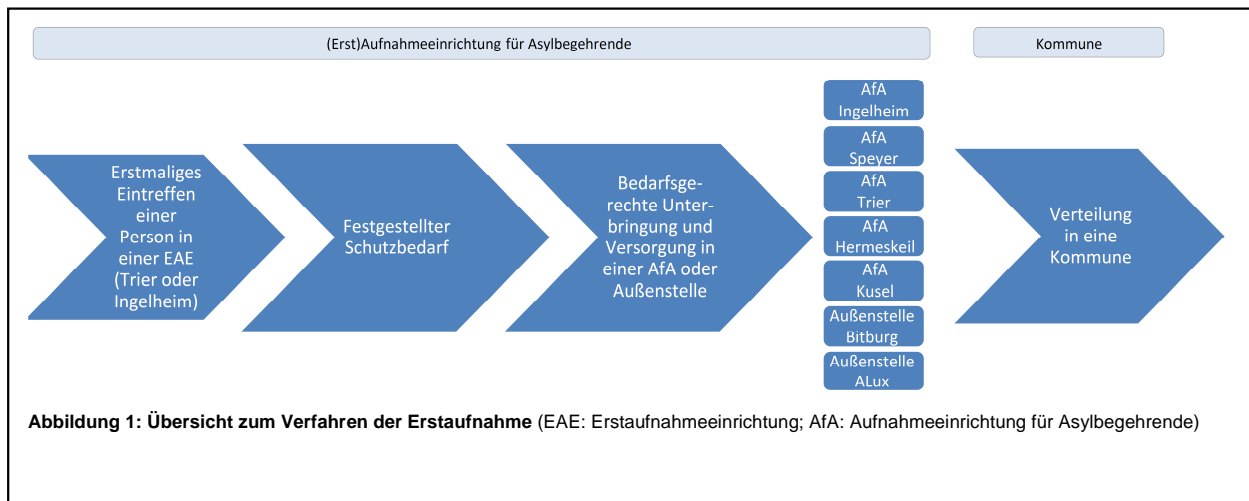 (Erst)Aufnahmeeinrichtung für Asylbegehrende
Kommune
Erstmaliges
Eintreffen
einer
Person in
einer EAE
(Trier oder
Ingelheim)
Festgestellter
Schutzbedarf
Bedarfsge-
rechte Unter-
bringung und
Versorgung in
einer AfA oder
Außenstelle
AfA
Ingelheim
AfA
Speyer
AfA
Trier
AfA
Hermeskeil
AfA
Kusel
Außenstelle
Bitburg
Außenstelle
ALux
Verteilung
in eine
Kommune
Abbildung 1: Übersicht zum Verfahren der Erstaufnahme (EAE: Erstaufnahmeeinrichtung; AfA: Aufnahmeeinrichtung für Asylbegehrende)